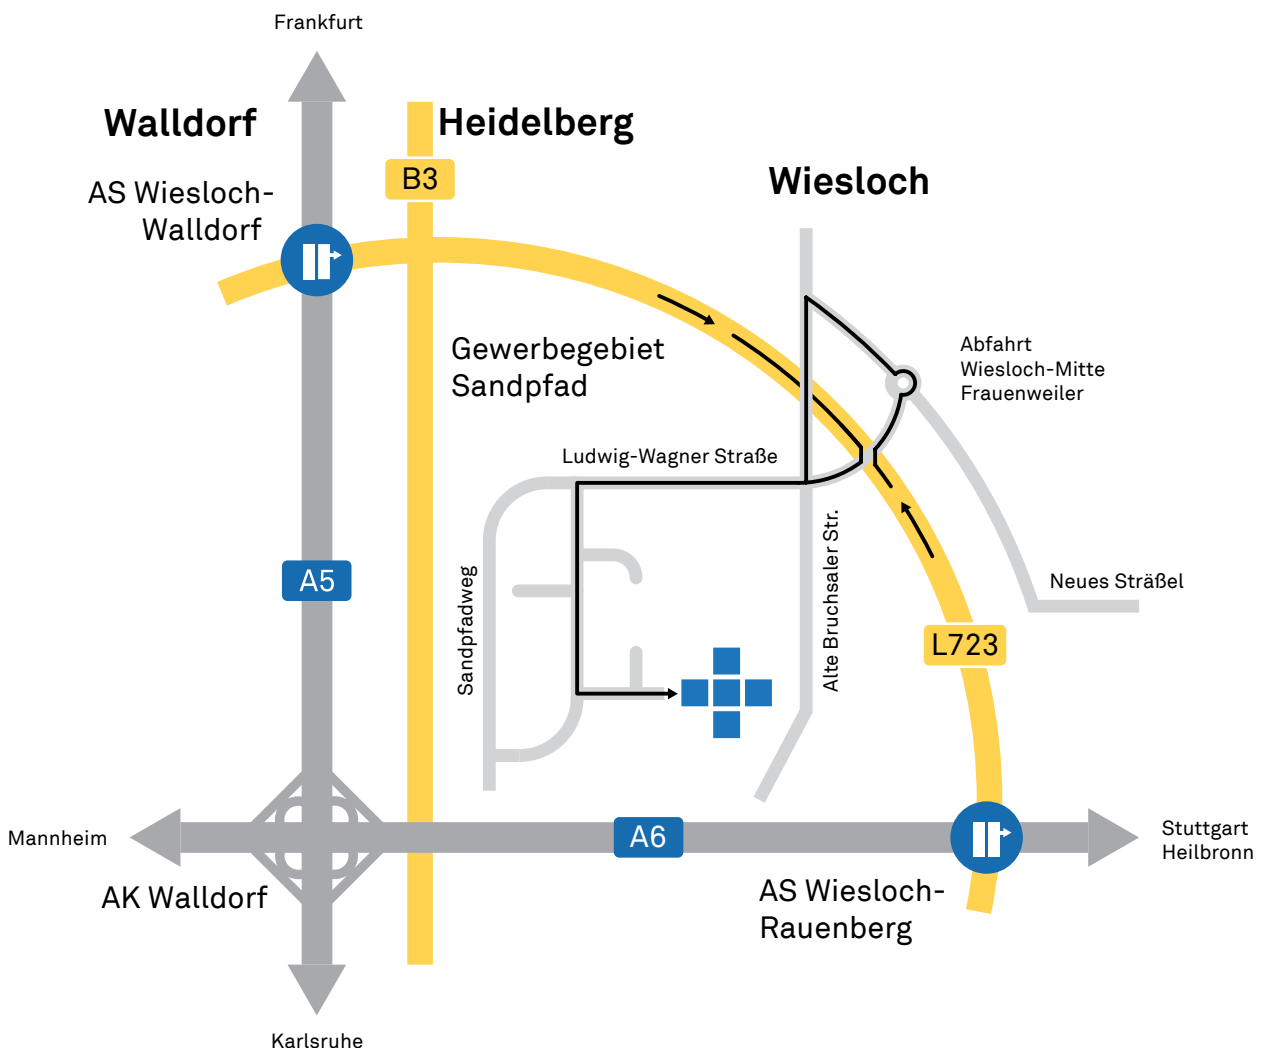 Frankfurt
Walldorf
Heidelberg
B3
AS Wiesloch-
Walldorf
Wiesloch
Gewerbegebiet
Sandpfad
Abfahrt
Wiesloch-Mitte
Frauenweiler
Ludwig-Wagner Straße
Alte Bruchsaler Str.
Sandpfadweg
A5
Neues Sträßel
L723
Mannheim
A6
Stuttgart
Heilbronn
AK Walldorf
AS Wiesloch-
Rauenberg
Karlsruhe